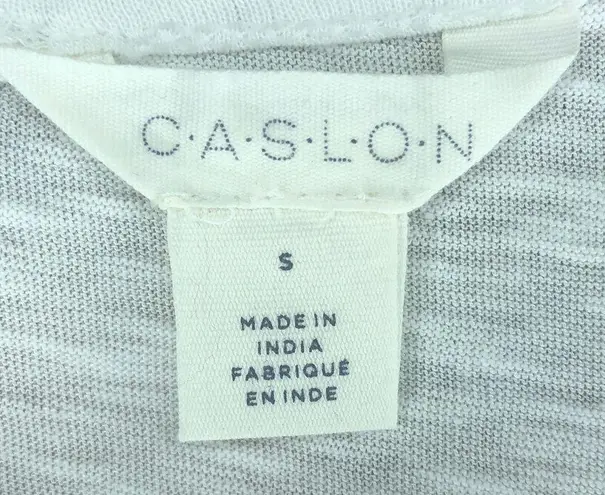 C·A·S·L·O·N
S
MADE IN
INDIA
FABRIQUÉ
EN INDE